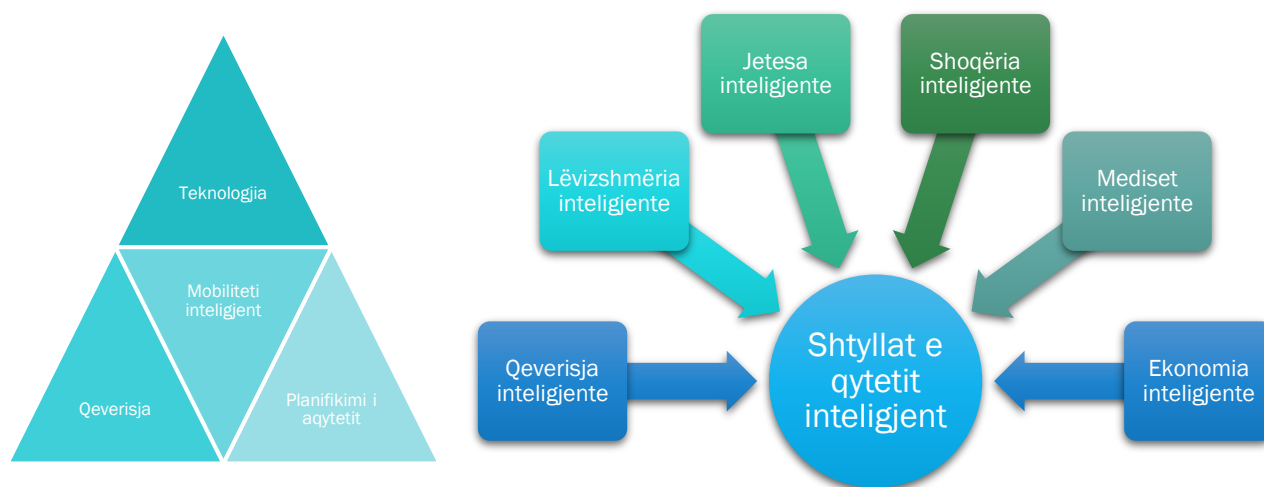 Teknologjia
Mobiliteti
inteligjent
Qeverisja
Planifikimi i
aqytetit
Jetesa
inteligjente
Shoqëria
inteligjente
Lëvizshmëria
inteligjente
Mediset
inteligjente
Qeverisja
inteligjente
Shtyllat e
qytetit
inteligjent
Ekonomia
inteligjente